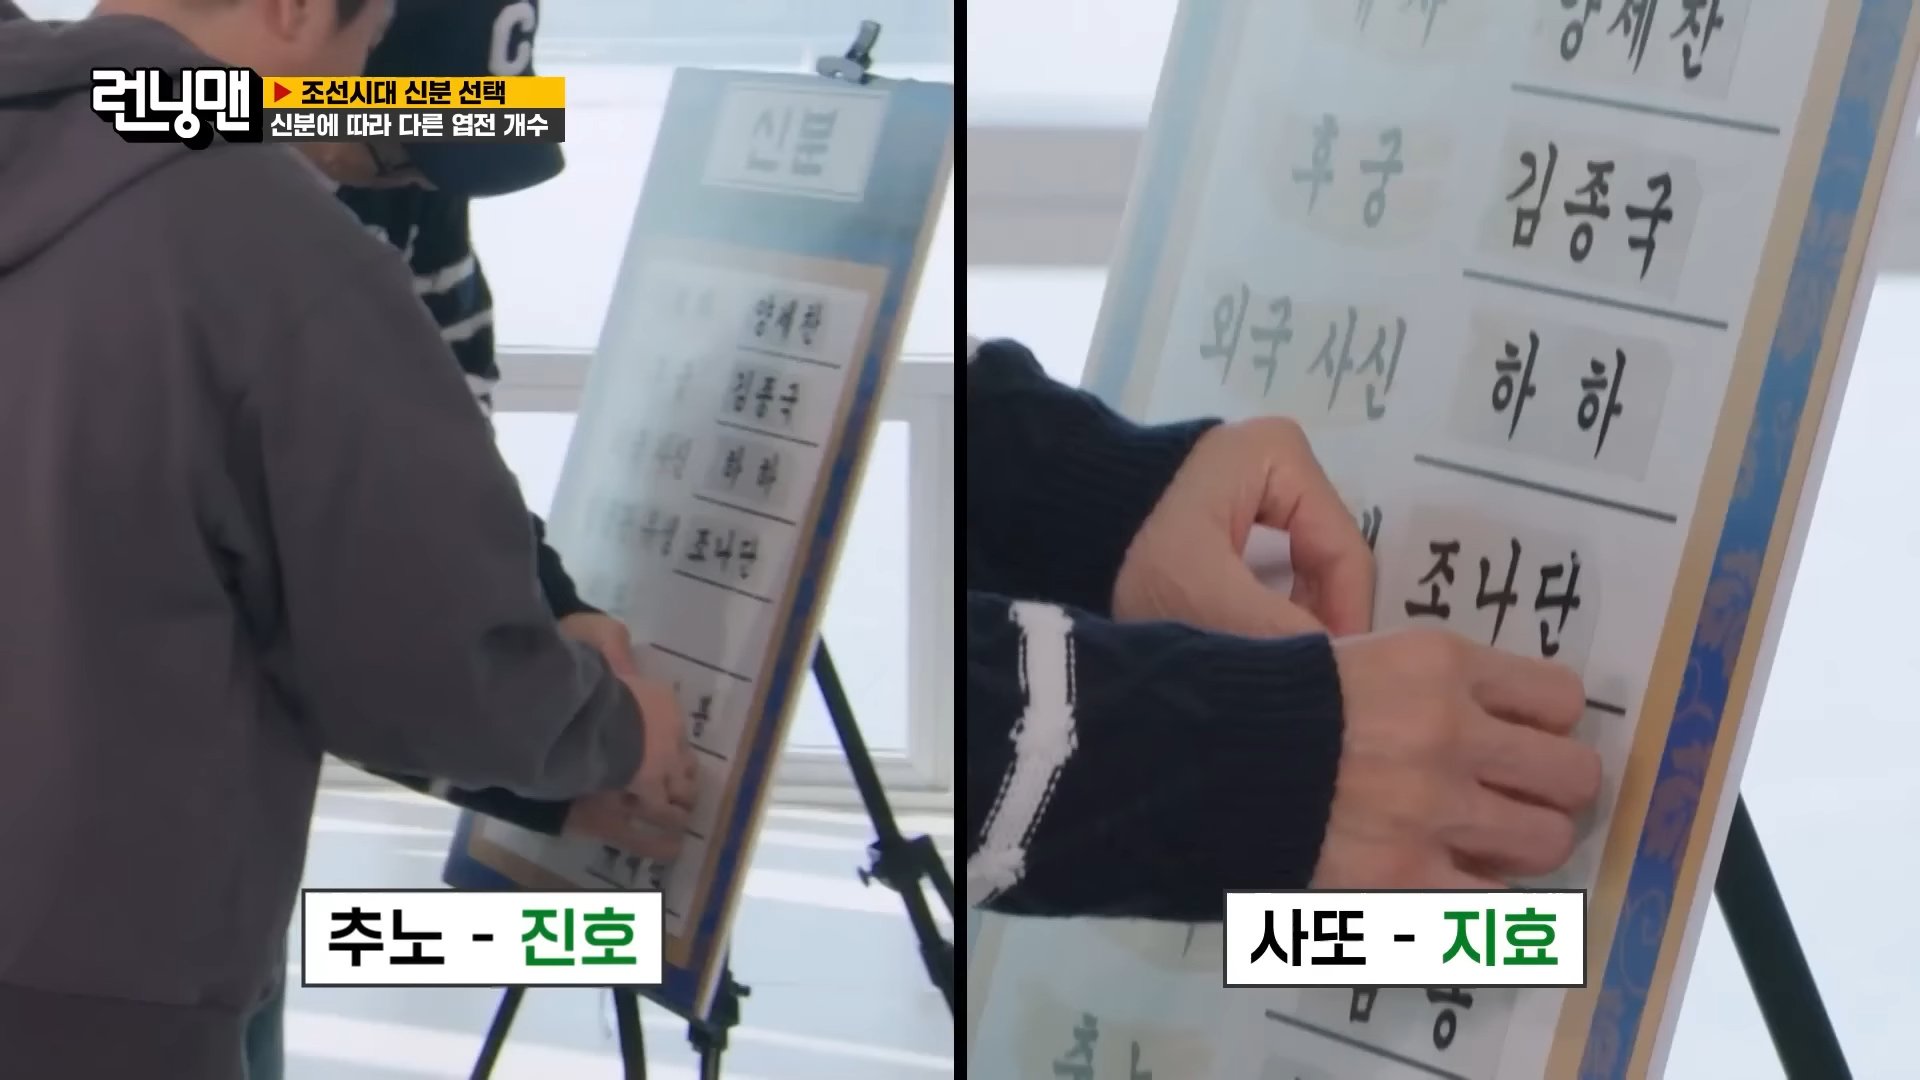 런닝맨
▶ 조선시대 신분 선택
신분에 따라 다른 엽전 개수
신분
양세찬
김종국
하하
조나단
추노 - 진호
양세찬
후궁 김종국
외국 사신 하하
조나단
사또 - 지효
추노